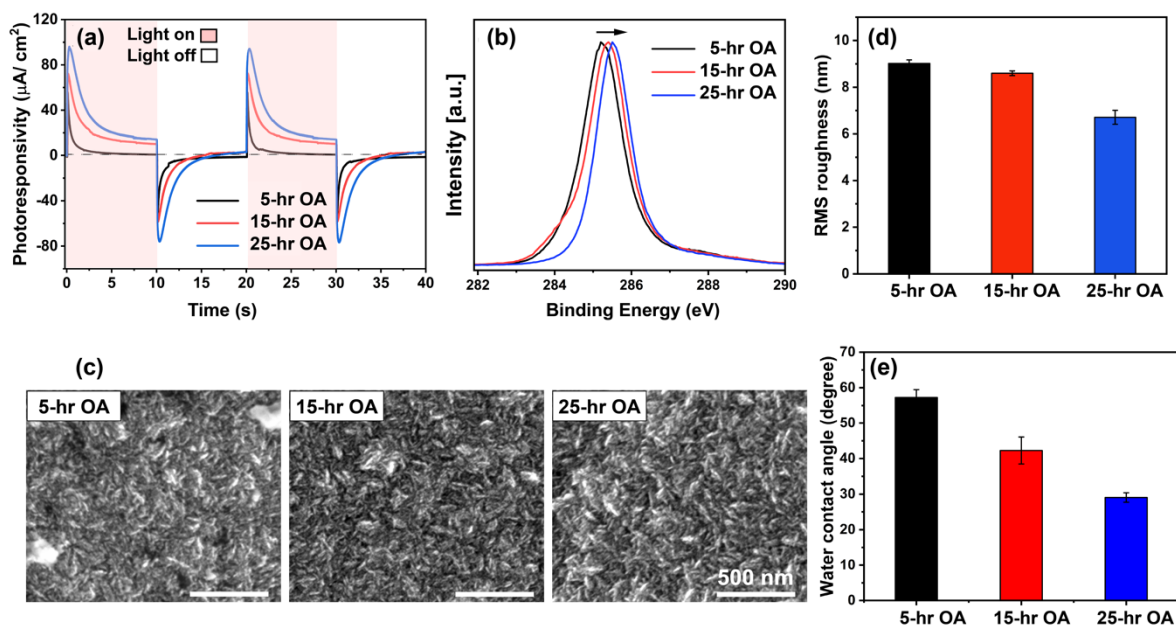 (a)
Light on
Light off
Photoresponsivity (μA/ cm²)
120
80
40
0
-40
-80
0 5 10 15 20 25 30 35 40
Time (s)
5-hr OA
15-hr OA
25-hr OA
(b)
5-hr OA
15-hr OA
25-hr OA
Intensity [a.u.]
282 284 286 288 290
Binding Energy (eV)
(d)
RMS roughness (nm)
10
8
6
4
2
0
5-hr OA 15-hr OA 25-hr OA
(c)
5-hr OA
15-hr OA
25-hr OA
500 nm
(e)
Water contact angle (degree)
70
60
50
40
30
20
10
0
5-hr OA 15-hr OA 25-hr OA